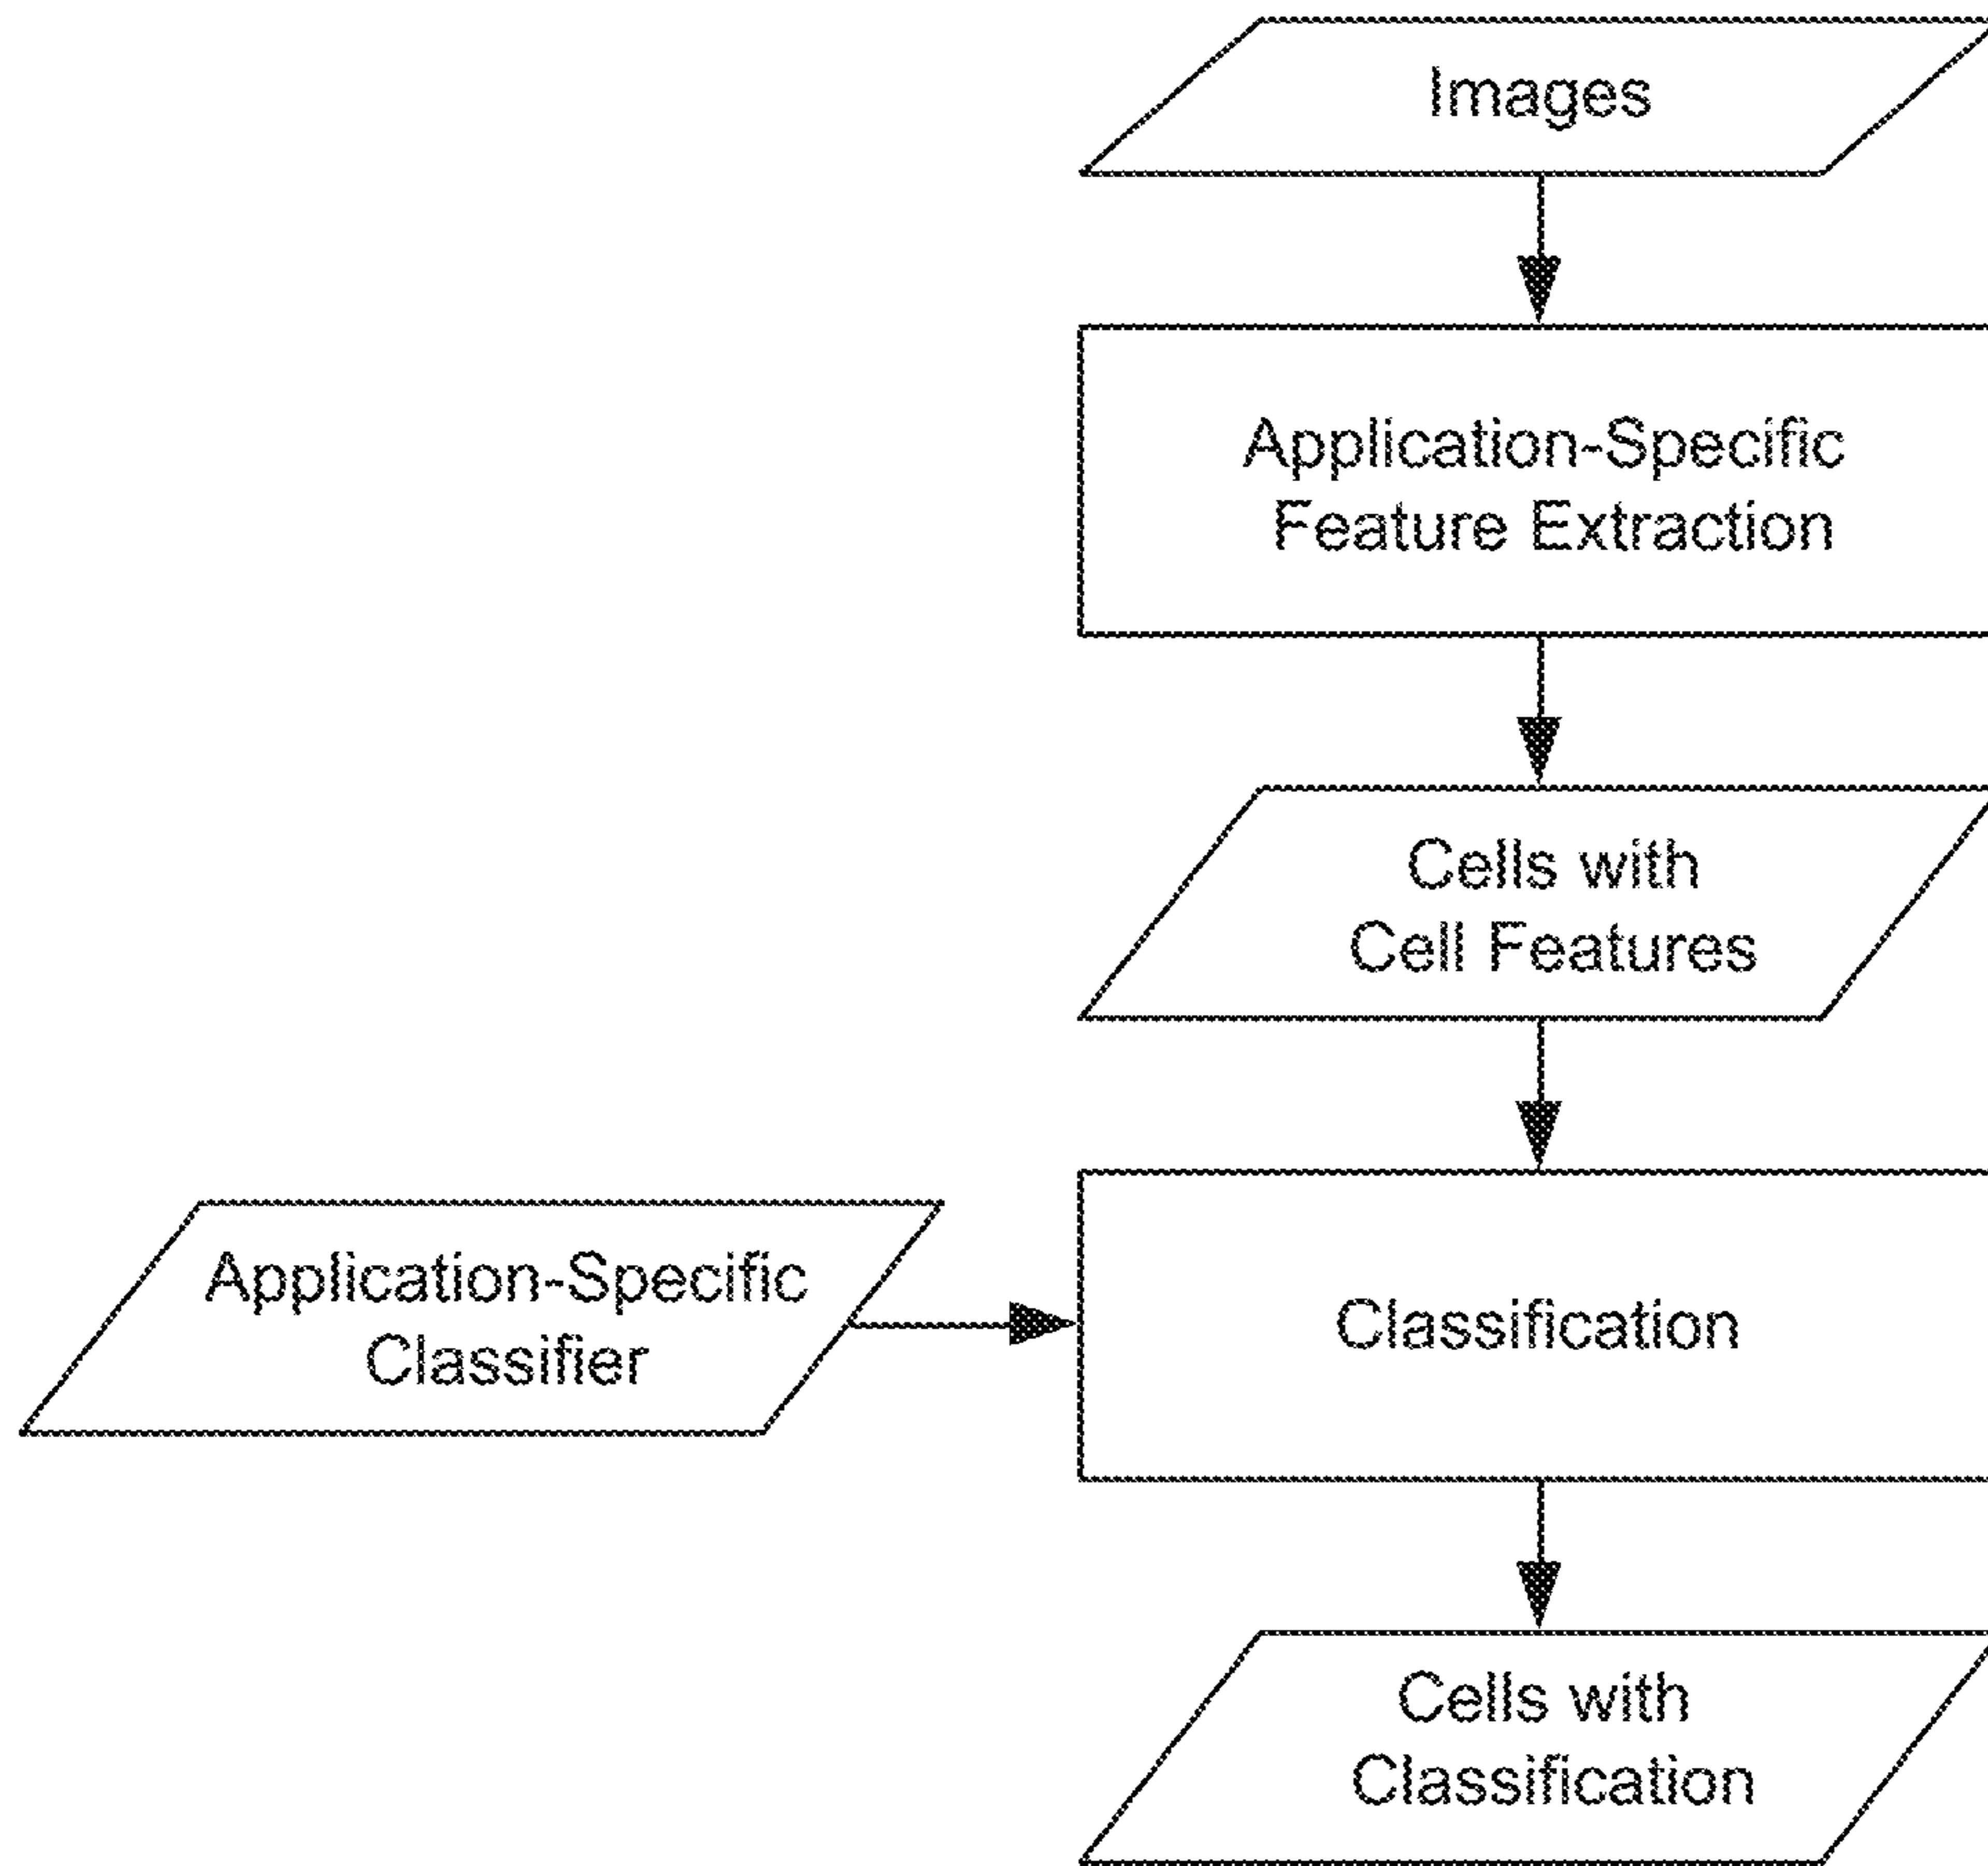 Images
Application-Specific
Feature Extraction
Cells with
Cell Features
Application-Specific
Classifier
Classification
Cells with
Classification